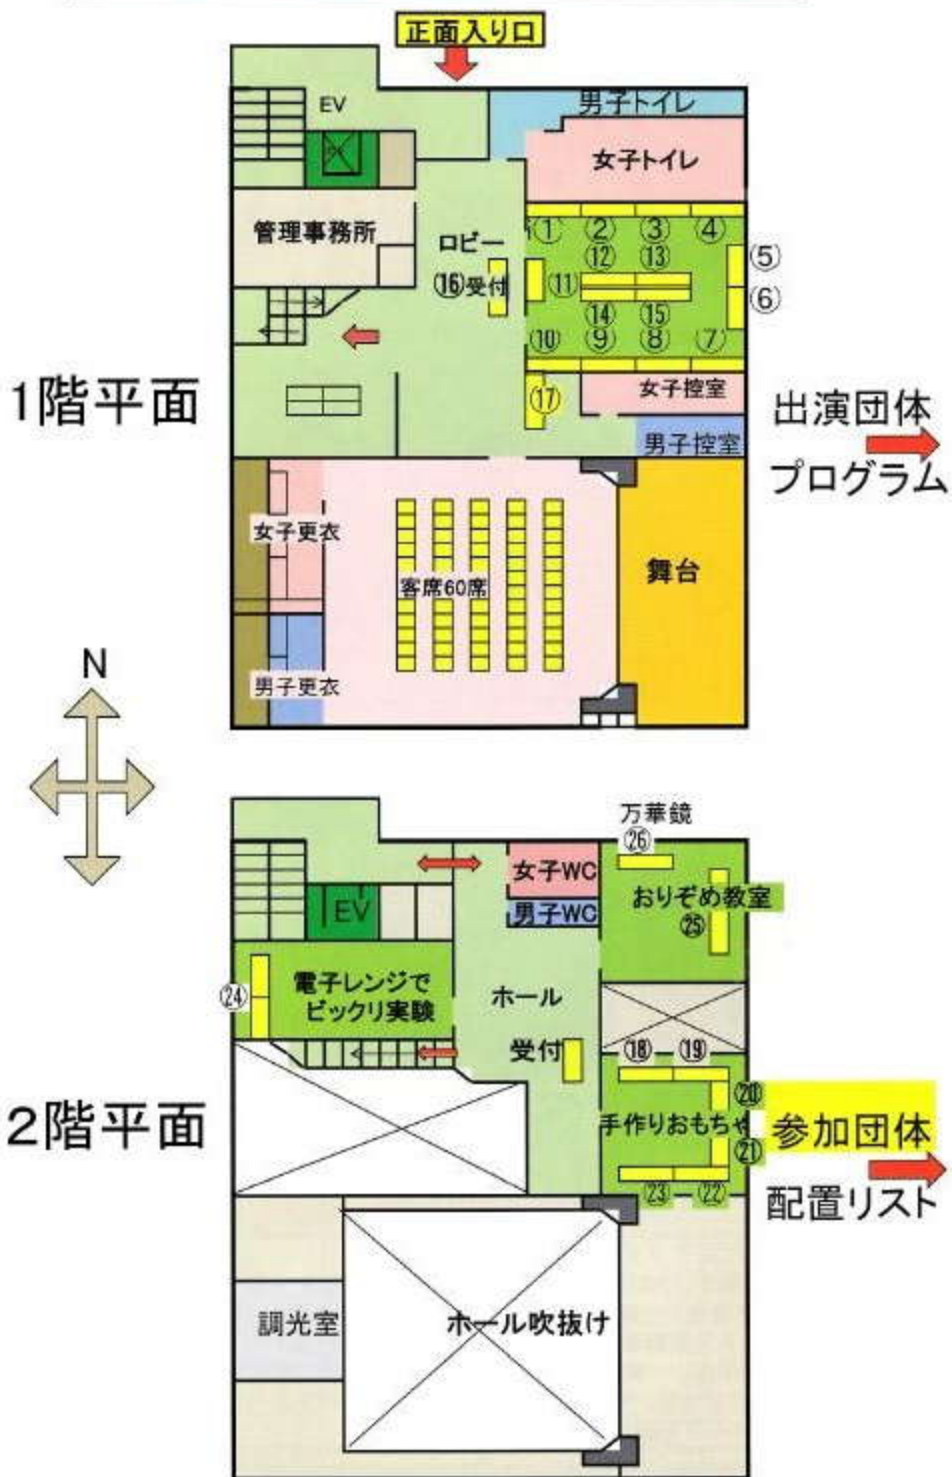 正面入り口
EV
男子トイレ
女子トイレ
管理事務所
ロビー
① ② ③ ④
⑫ ⑬
⑤
⑯受付
⑪
⑥
⑭ ⑮
⑩ ⑨ ⑧ ⑦
1階平面
⑰
女子控室
男子控室
出演団体
プログラム
女子更衣
客席60席
舞台
男子更衣
N
万華鏡
㉖
女子WC
男子WC
おりぞめ教室
㉕
EV
㉔
電子レンジで
ビックリ実験
ホール
受付
⑱ ⑲
⑳
2階平面
手作りおもちゃ
㉑
㉓ ㉒
参加団体
配置リスト
調光室
ホール吹抜け